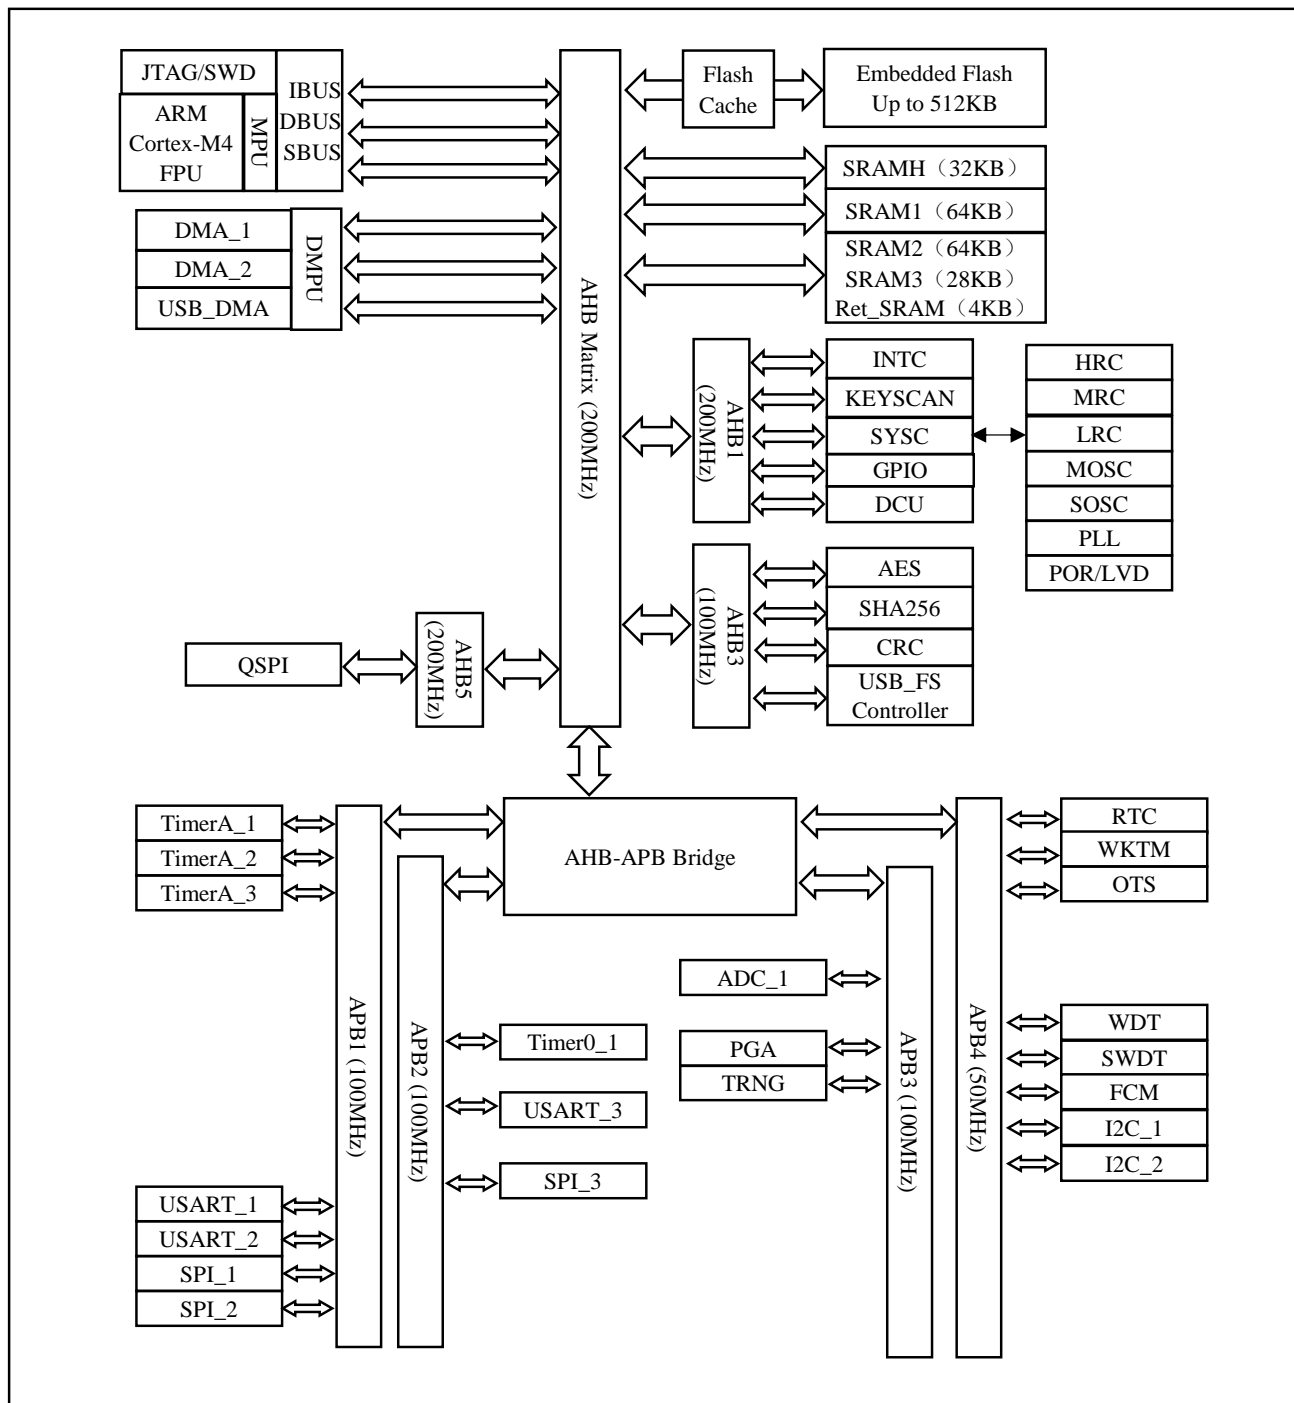 JTAG/SWD
ARM
Cortex-M4
FPU
MPU
IBUS
DBUS
SBUS
DMA_1
DMA_2
USB_DMA
DMPU
AHB Matrix (200MHz)
Flash
Cache
Embedded Flash
Up to 512KB
SRAMH（32KB）
SRAM1（64KB）
SRAM2（64KB）
SRAM3（28KB）
Ret_SRAM（4KB）
AHB1
(200MHz)
INTC
KEYSCAN
SYSC
GPIO
DCU
HRC
MRC
LRC
MOSC
SOSC
PLL
POR/LVD
AHB3
(100MHz)
AES
SHA256
CRC
USB_FS
Controller
QSPI
AHB5
(200MHz)
AHB-APB Bridge
TimerA_1
TimerA_2
TimerA_3
USART_1
USART_2
SPI_1
SPI_2
APB1 (100MHz)
APB2 (100MHz)
Timer0_1
USART_3
SPI_3
ADC_1
PGA
TRNG
APB3 (100MHz)
APB4 (50MHz)
RTC
WKTM
OTS
WDT
SWDT
FCM
I2C_1
I2C_2